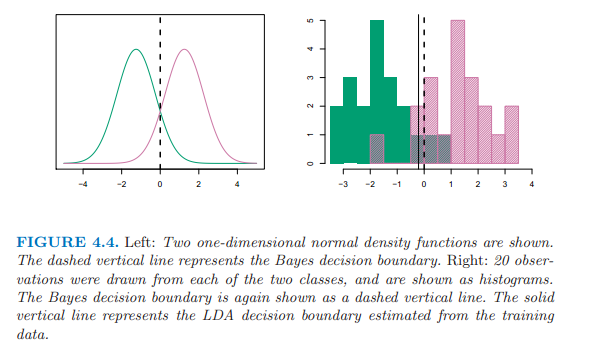 −4 −2 0 2 4
0 1 2 3 4 5
−3 −2 −1 0 1 2 3 4
FIGURE 4.4. Left: Two one-dimensional normal density functions are shown.
The dashed vertical line represents the Bayes decision boundary. Right: 20 obser-
vations were drawn from each of the two classes, and are shown as histograms.
The Bayes decision boundary is again shown as a dashed vertical line. The solid
vertical line represents the LDA decision boundary estimated from the training
data.